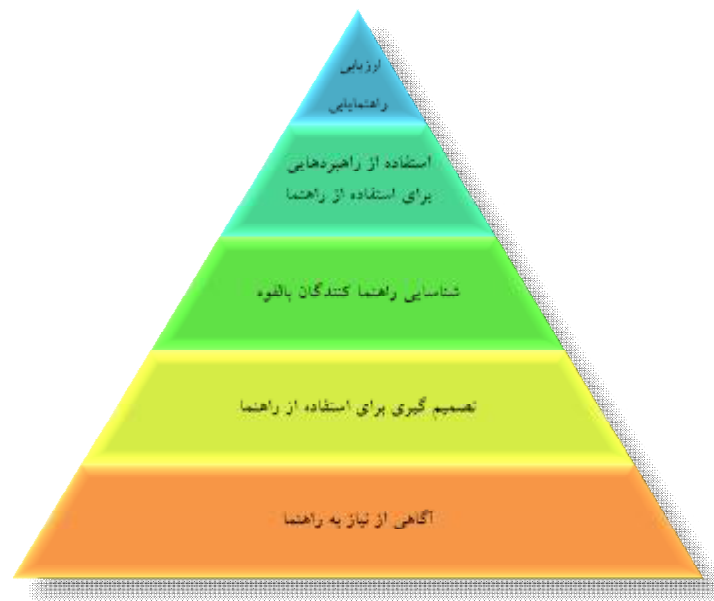 ارزیابی
راهنمایابی
استفاده از راهبردهایی
برای استفاده از راهنما
شناسایی راهنما کنندگان بالقوه
تصمیم گیری برای استفاده از راهنما
آگاهی از نیاز به راهنما